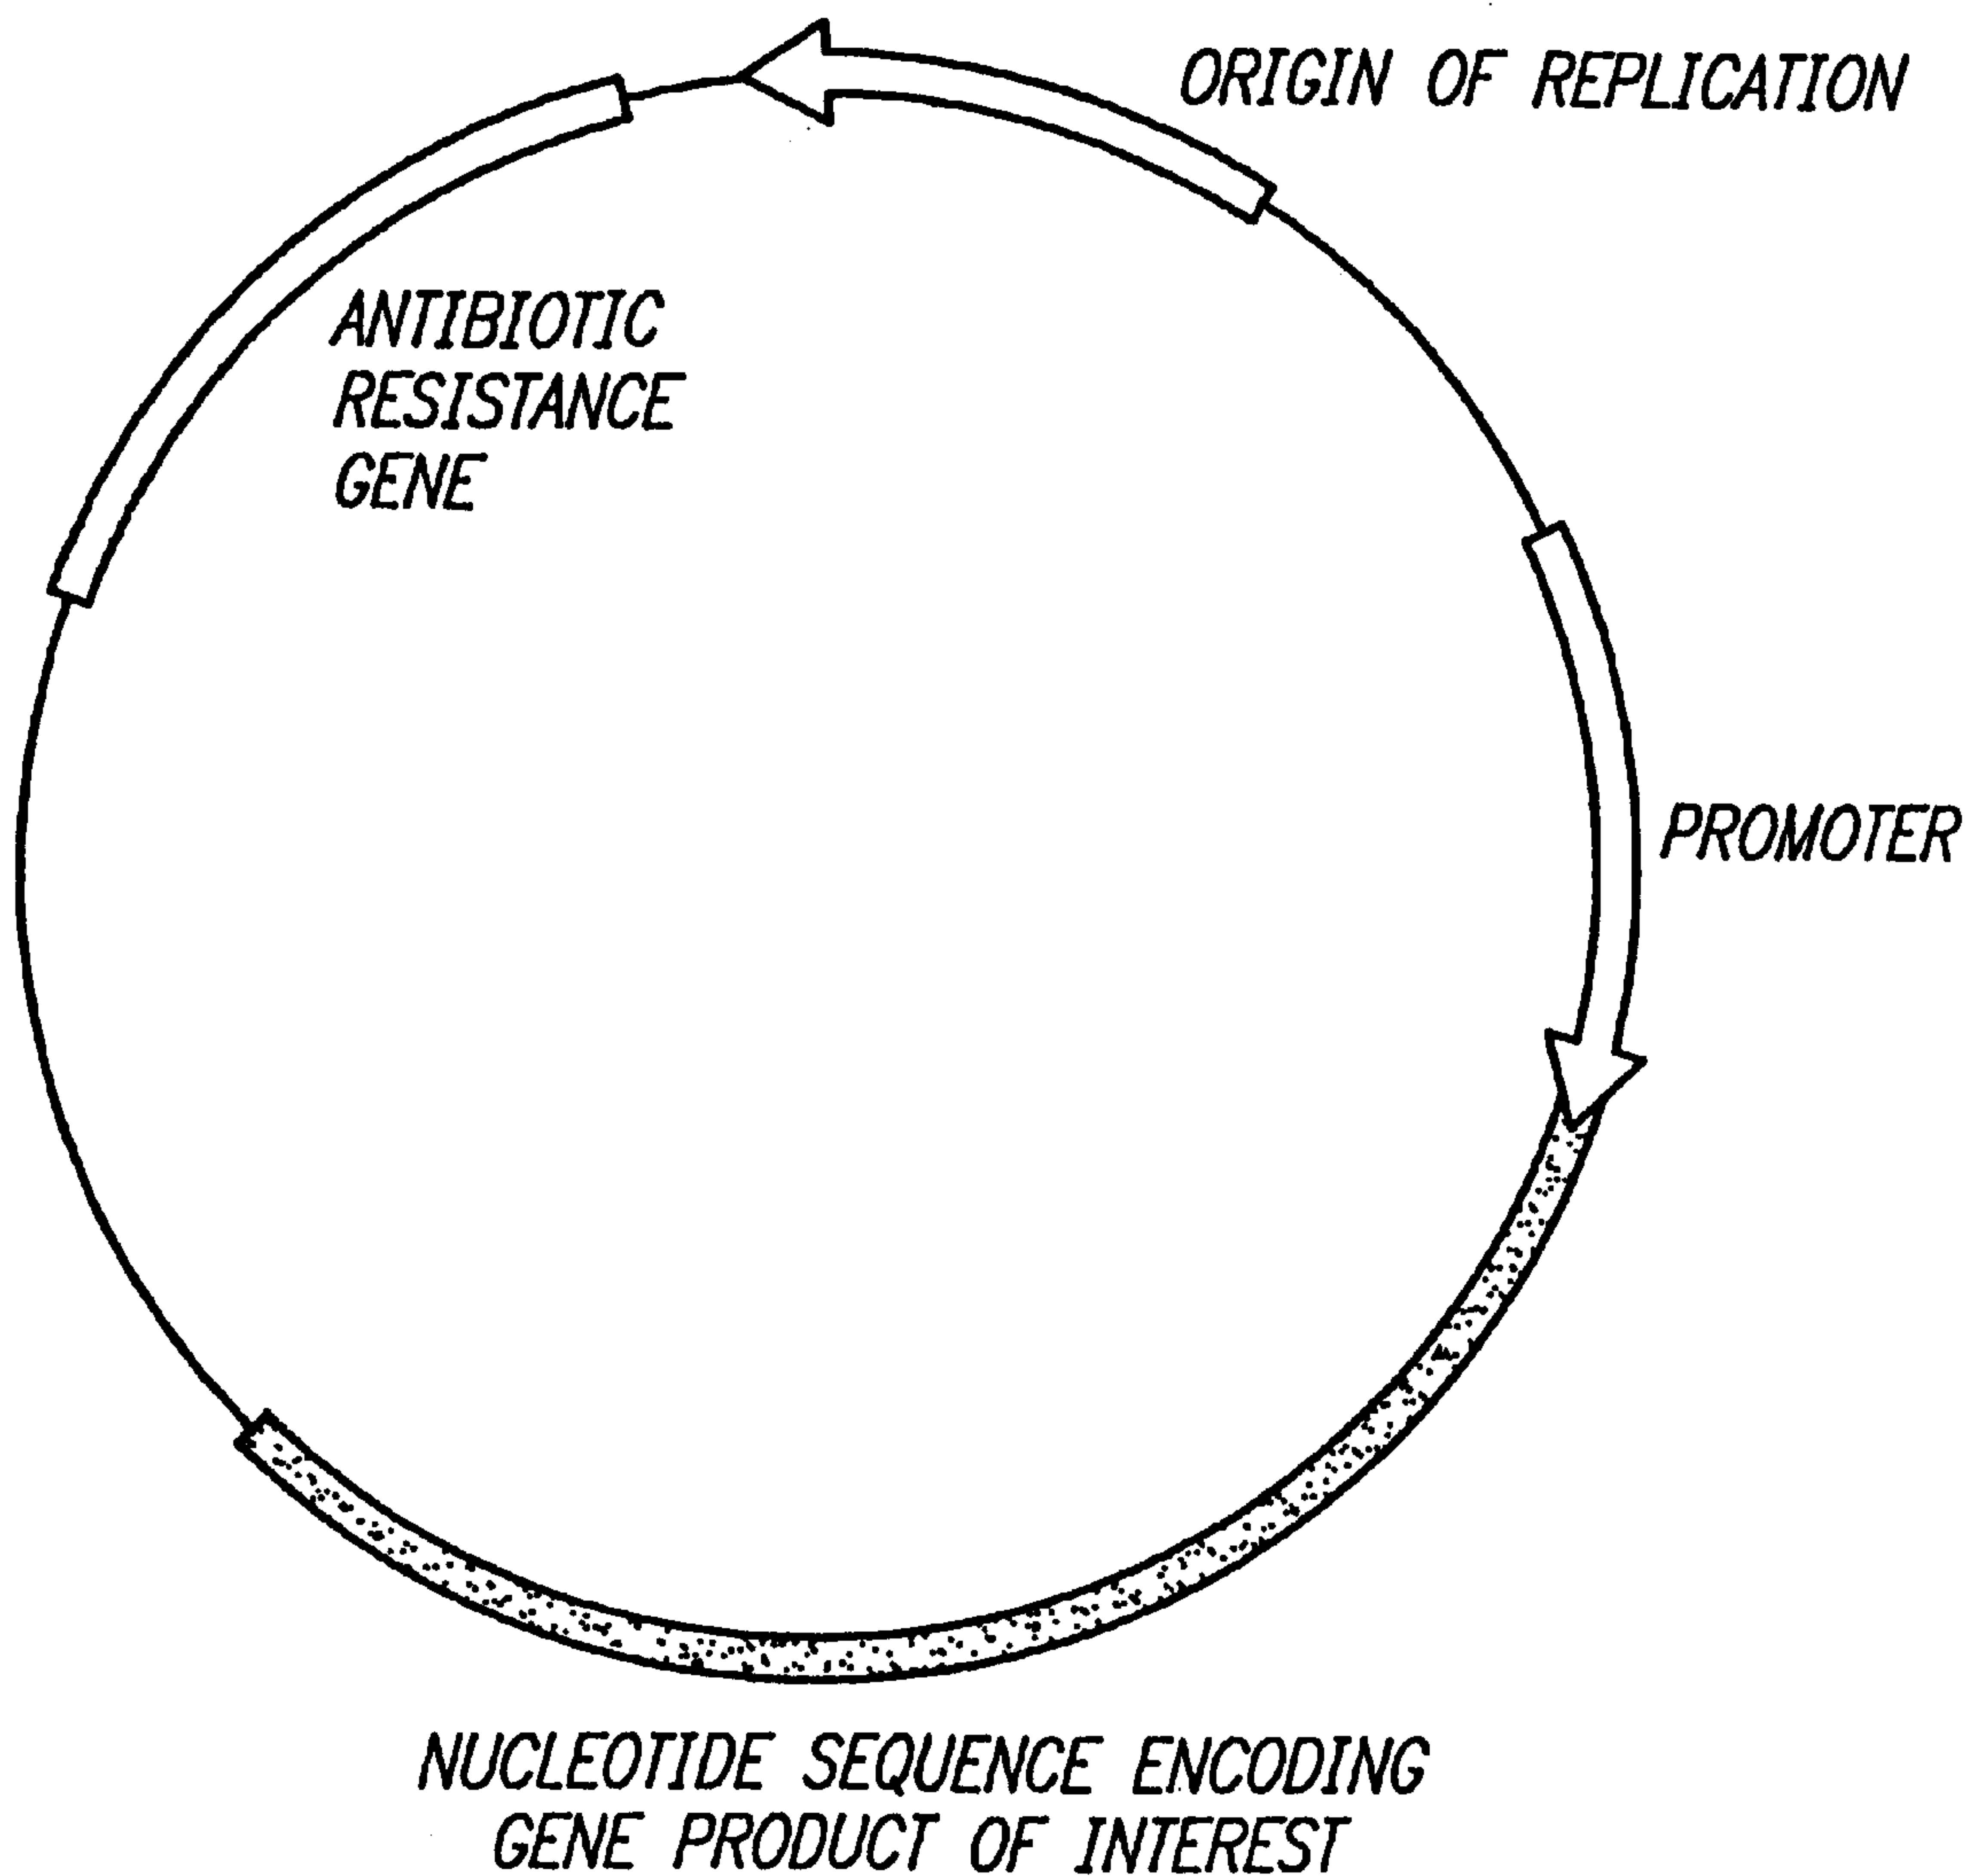 ORIGIN OF REPLICATION
ANTIBIOTIC
RESISTANCE
GENE
PROMOTER
NUCLEOTIDE SEQUENCE ENCODING
GENE PRODUCT OF INTEREST